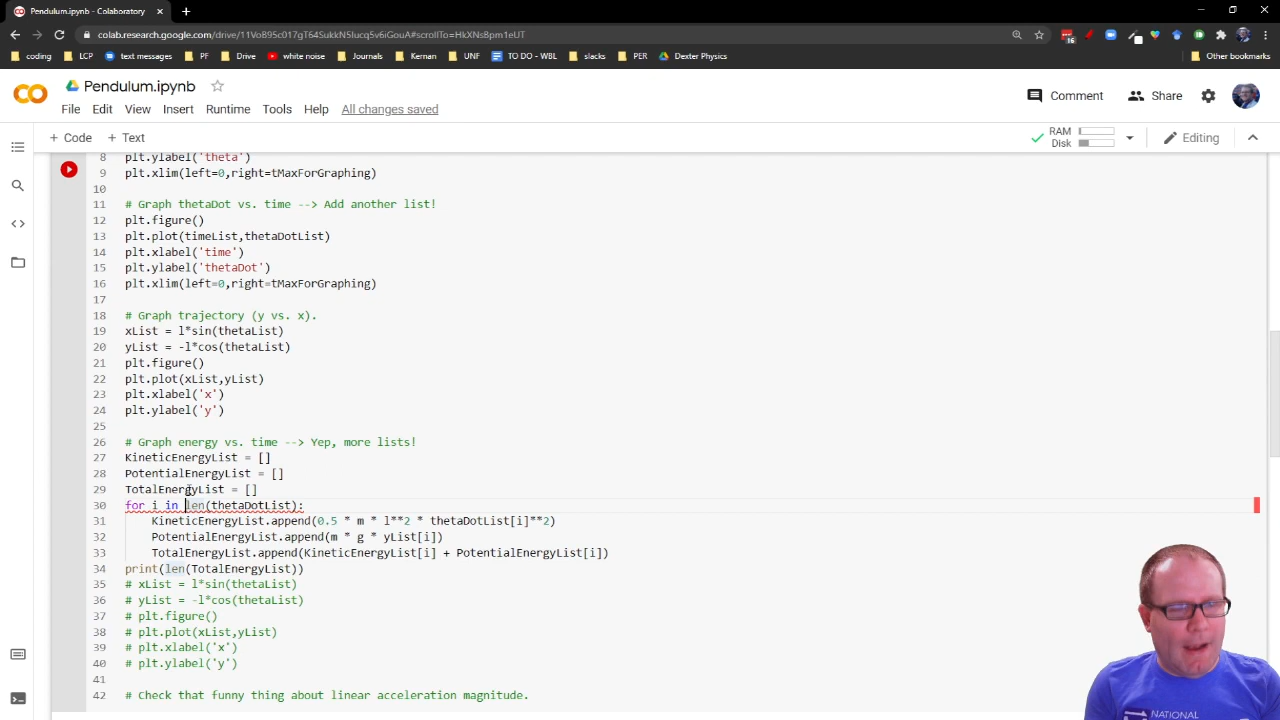 Pendulum.ipynb - Colaboratory
colab.research.google.com/drive/11Vo895c017gT64SukkN5Iucq5v6iGouA#scrollTo=HkXNs8pm1eUT
coding LCP text messages PF Drive white noise Journals Kernan UNF TO DO - WBL slacks PER Dexter Physics Other bookmarks
Pendulum.ipynb
File Edit View Insert Runtime Tools Help All changes saved
Comment Share
+ Code + Text
RAM
Disk
Editing
8 plt.ylabel('theta')
9 plt.xlim(left=0,right=tMaxForGraphing)
10
11 # Graph thetaDot vs. time --> Add another list!
12 plt.figure()
13 plt.plot(timeList,thetaDotList)
14 plt.xlabel('time')
15 plt.ylabel('thetaDot')
16 plt.xlim(left=0,right=tMaxForGraphing)
17
18 # Graph trajectory (y vs. x).
19 xList = l*sin(thetaList)
20 yList = -l*cos(thetaList)
21 plt.figure()
22 plt.plot(xList,yList)
23 plt.xlabel('x')
24 plt.ylabel('y')
25
26 # Graph energy vs. time --> Yep, more lists!
27 KineticEnergyList = []
28 PotentialEnergyList = []
29 TotalEnergyList = []
30 for i in len(thetaDotList):
31 KineticEnergyList.append(0.5 * m * l**2 * thetaDotList[i]**2)
32 PotentialEnergyList.append(m * g * yList[i])
33 TotalEnergyList.append(KineticEnergyList[i] + PotentialEnergyList[i])
34 print(len(TotalEnergyList))
35 # xList = l*sin(thetaList)
36 # yList = -l*cos(thetaList)
37 # plt.figure()
38 # plt.plot(xList,yList)
39 # plt.xlabel('x')
40 # plt.ylabel('y')
41
42 # Check that funny thing about linear acceleration magnitude.
NATIONAL